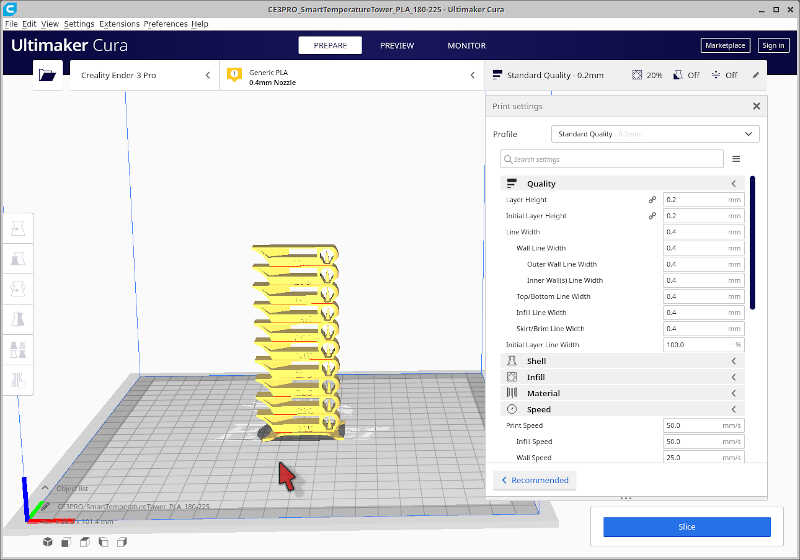 CE3PRO_SmartTemperatureTower_PLA_180-225 - Ultimaker Cura
File Edit View Settings Extensions Preferences Help
Ultimaker Cura
PREPARE
PREVIEW
MONITOR
Marketplace
Sign in
Creality Ender 3 Pro
Generic PLA
0.4mm Nozzle
Standard Quality - 0.2mm
20%
Off
Off
Print settings
Profile
Standard Quality - 0.2mm
Search settings
Quality
Layer Height 0.2 mm
Initial Layer Height 0.2 mm
Line Width 0.4 mm
Wall Line Width 0.4 mm
Outer Wall Line Width 0.4 mm
Inner Wall(s) Line Width 0.4 mm
Top/Bottom Line Width 0.4 mm
Infill Line Width 0.4 mm
Skirt/Brim Line Width 0.4 mm
Initial Layer Line Width 100.0 %
Shell
Infill
Material
Speed
Print Speed 50.0 mm/s
Infill Speed 50.0 mm/s
Wall Speed 25.0 mm/s
Recommended
Object list
CE3PRO_SmartTemperatureTower_PLA_180-225
101.4 mm
Slice